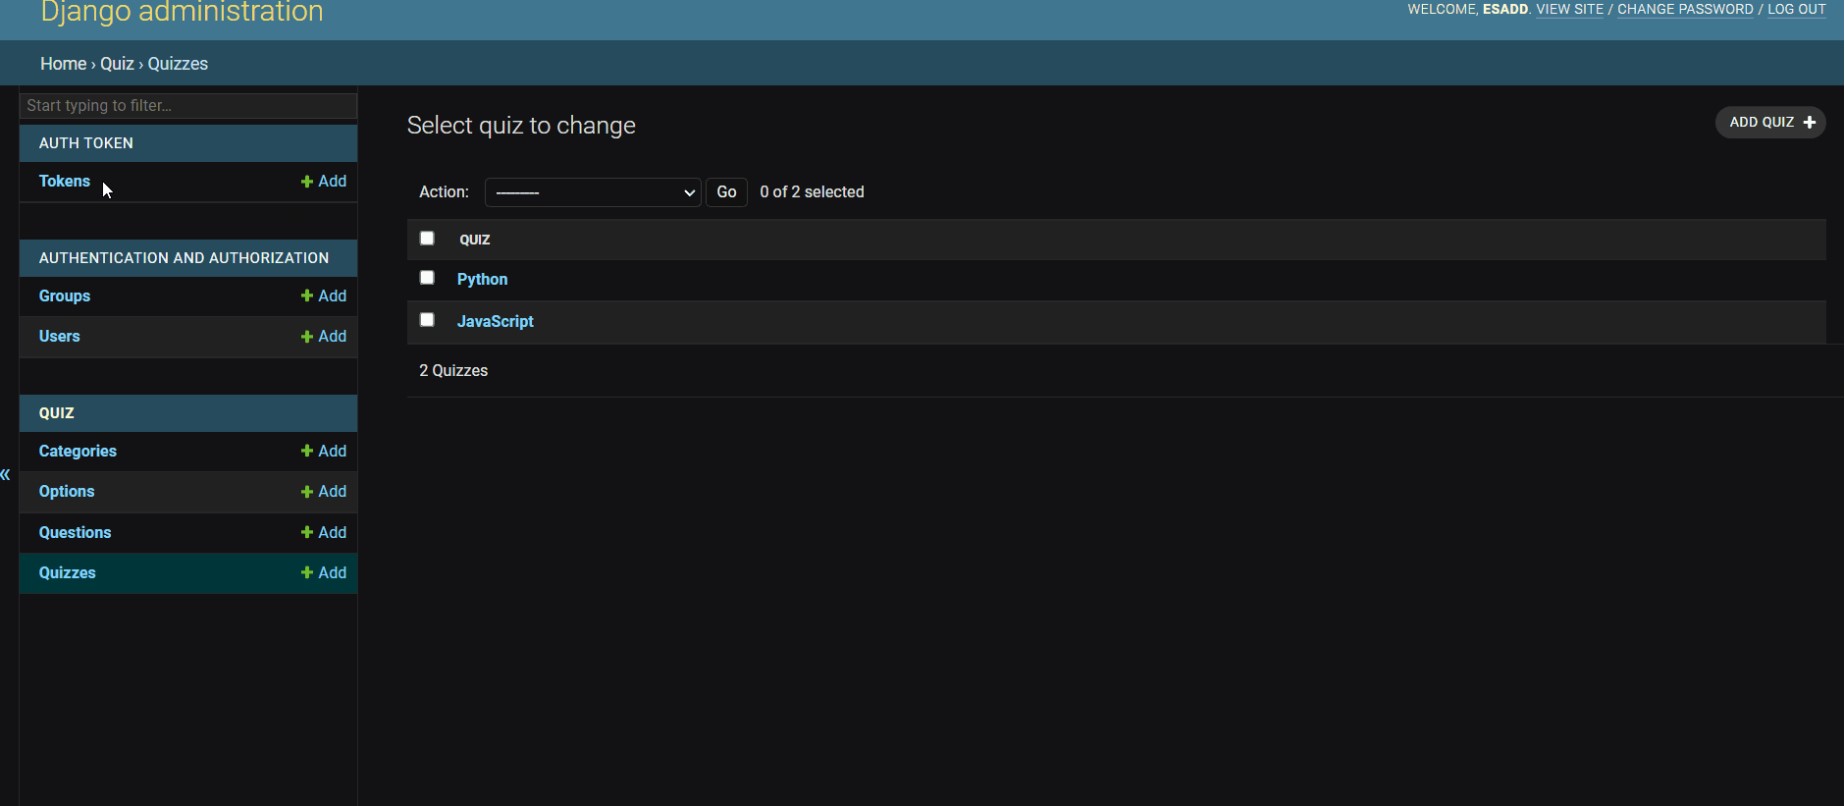 Django administration
WELCOME, ESADD. VIEW SITE / CHANGE PASSWORD / LOG OUT
Home › Quiz › Quizzes
Start typing to filter...
AUTH TOKEN
Tokens + Add
AUTHENTICATION AND AUTHORIZATION
Groups + Add
Users + Add
QUIZ
Categories + Add
Options + Add
Questions + Add
Quizzes + Add
«
Select quiz to change
ADD QUIZ +
Action: --------- Go 0 of 2 selected
QUIZ
Python
JavaScript
2 Quizzes